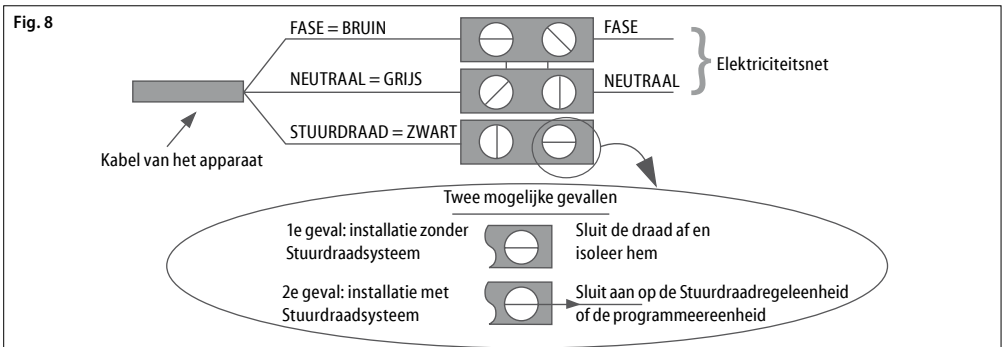 Fig. 8
FASE = BRUIN
FASE
NEUTRAAL = GRIJS
NEUTRAAL
Elektriciteitsnet
STUURDRAAD = ZWART
Kabel van het apparaat
Twee mogelijke gevallen
1e geval: installatie zonder
Stuurdraadsysteem
Sluit de draad af en
isoleer hem
2e geval: installatie met
Stuurdraadsysteem
Sluit aan op de Stuurdraadregeleenheid
of de programmereenheid